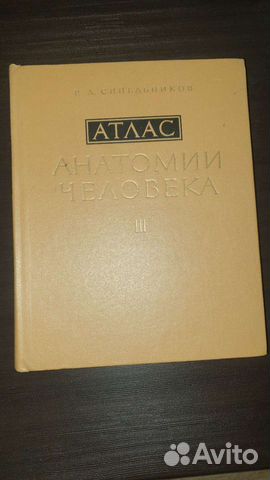 Р. Д. СИНЕЛЬНИКОВ
АТЛАС
АНАТОМИИ
ЧЕЛОВЕКА
III
Avito